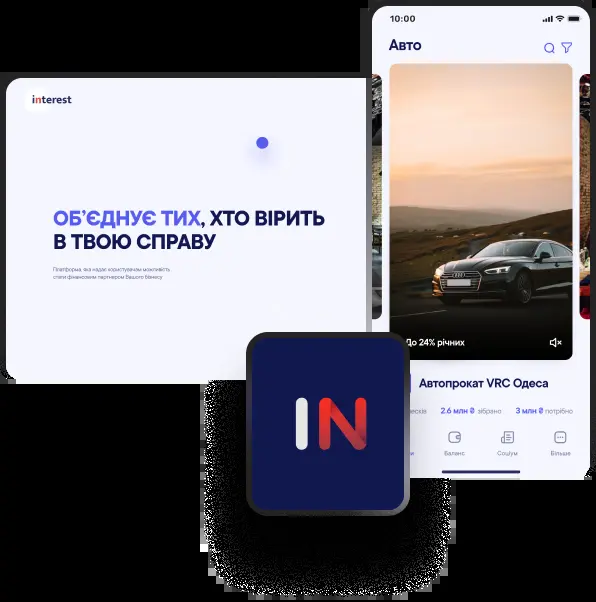 interest
ОБ'ЄДНУЄ ТИХ, ХТО ВІРИТЬ
В ТВОЮ СПРАВУ
Платформа, яка надає користувачам можливість
стати фінансовим партнером Вашого бізнесу
10:00
Авто
До 24% річних
Автопрокат VRC Одеса
2.6 млн ₴ зібрано 3 млн ₴ потрібно
Баланс Соціум Більше
IN